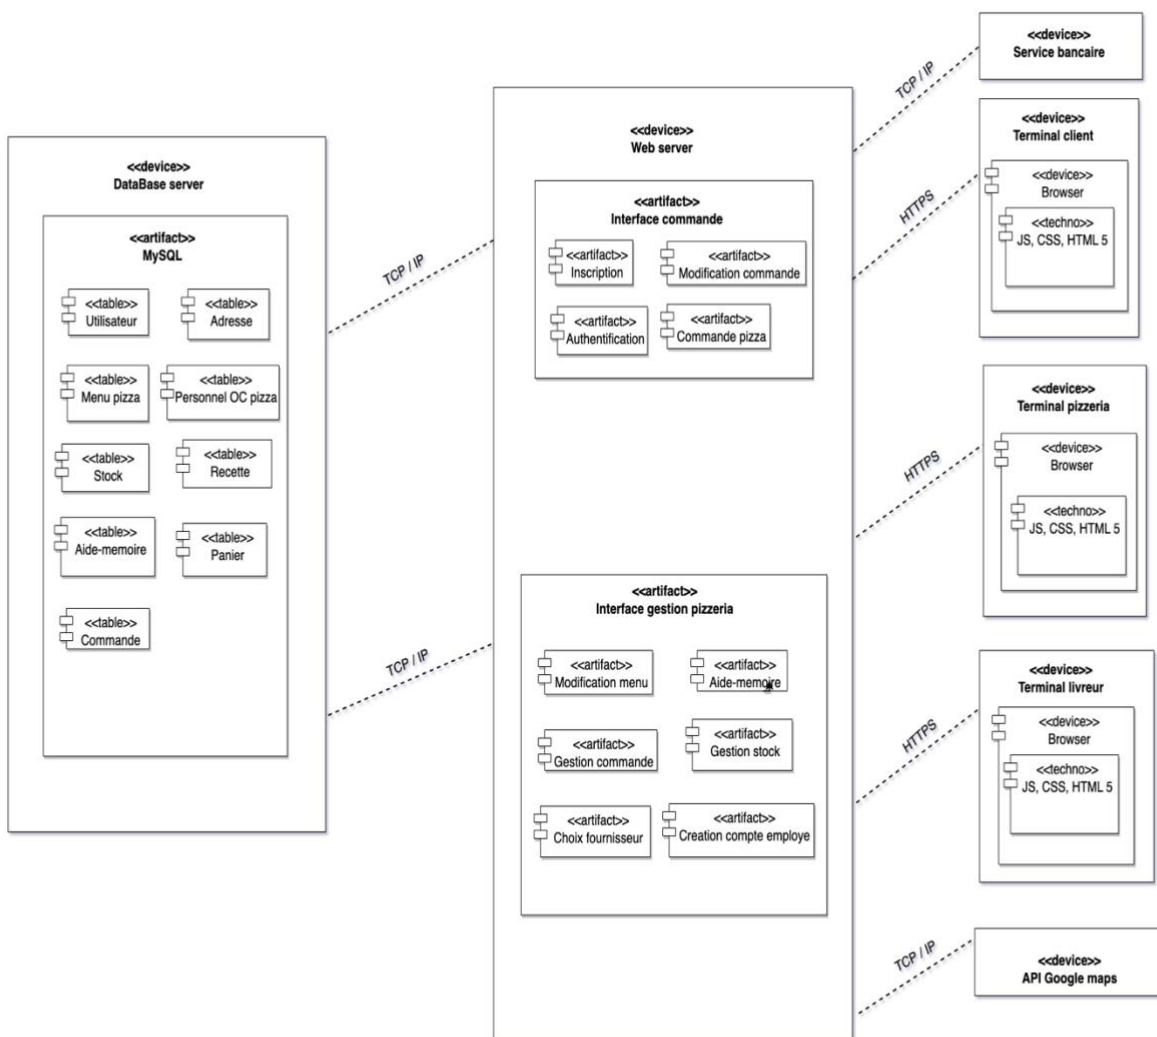 <<device>>
DataBase server
<<artifact>>
MySQL
<<table>>
Utilisateur
<<table>>
Adresse
<<table>>
Menu pizza
<<table>>
Personnel OC pizza
<<table>>
Stock
<<table>>
Recette
<<table>>
Aide-memoire
<<table>>
Panier
<<table>>
Commande
TCP / IP
TCP / IP
<<device>>
Web server
<<artifact>>
Interface commande
<<artifact>>
Inscription
<<artifact>>
Modification commande
<<artifact>>
Authentification
<<artifact>>
Commande pizza
<<artifact>>
Interface gestion pizzeria
<<artifact>>
Modification menu
<<artifact>>
Aide-memoire
<<artifact>>
Gestion commande
<<artifact>>
Gestion stock
<<artifact>>
Choix fournisseur
<<artifact>>
Creation compte employe
TCP / IP
HTTPS
HTTPS
HTTPS
TCP / IP
<<device>>
Service bancaire
<<device>>
Terminal client
<<device>>
Browser
<<techno>>
JS, CSS, HTML 5
<<device>>
Terminal pizzeria
<<device>>
Browser
<<techno>>
JS, CSS, HTML 5
<<device>>
Terminal livreur
<<device>>
Browser
<<techno>>
JS, CSS, HTML 5
<<device>>
API Google maps